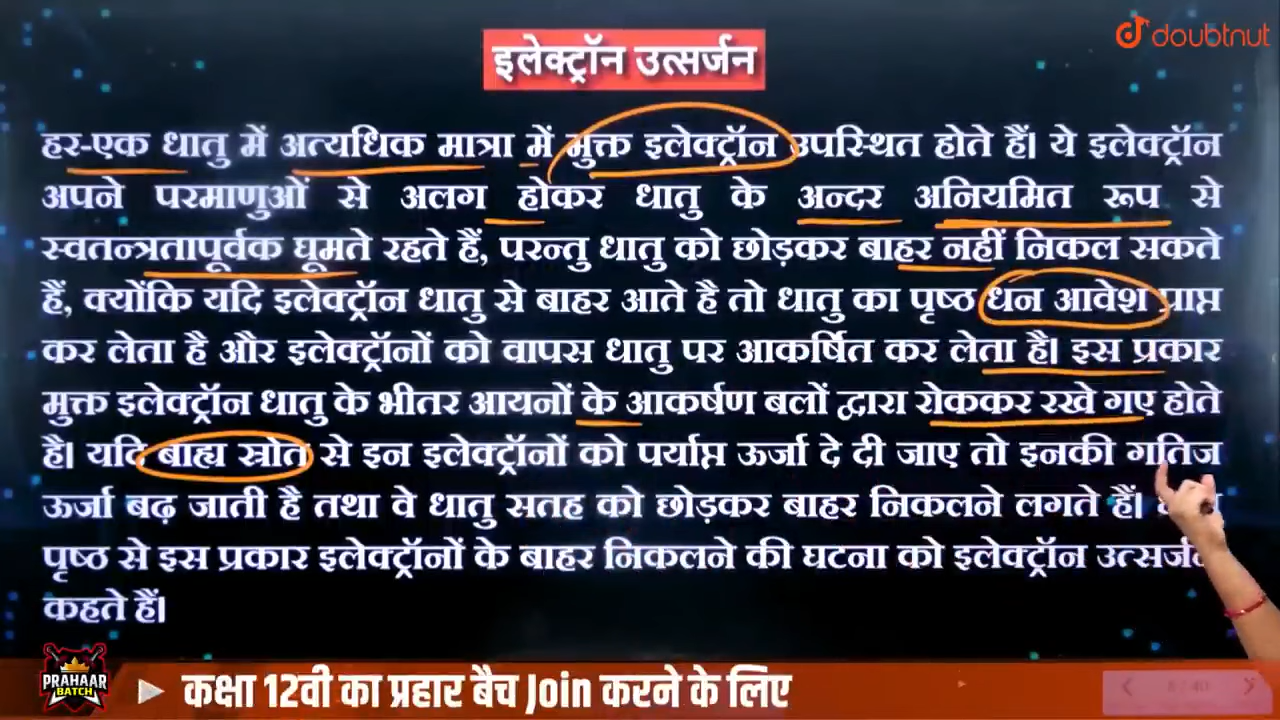 doubtnut
इलेक्ट्रॉन उत्सर्जन
हर-एक धातु में अत्यधिक मात्रा में मुक्त इलेक्ट्रॉन उपस्थित होते हैं। ये इलेक्ट्रॉन
अपने परमाणुओं से अलग होकर धातु के अन्दर अनियमित रूप से
स्वतन्त्रतापूर्वक घूमते रहते हैं, परन्तु धातु को छोड़कर बाहर नहीं निकल सकते
हैं, क्योंकि यदि इलेक्ट्रॉन धातु से बाहर आते है तो धातु का पृष्ठ धन आवेश प्राप्त
कर लेता है और इलेक्ट्रॉनों को वापस धातु पर आकर्षित कर लेता है। इस प्रकार
मुक्त इलेक्ट्रॉन धातु के भीतर आयनों के आकर्षण बलों द्वारा रोककर रखे गए होते
है। यदि बाह्य स्रोत से इन इलेक्ट्रॉनों को पर्याप्त ऊर्जा दे दी जाए तो इनकी गतिज
ऊर्जा बढ़ जाती है तथा वे धातु सतह को छोड़कर बाहर निकलने लगते हैं।
पृष्ठ से इस प्रकार इलेक्ट्रॉनों के बाहर निकलने की घटना को इलेक्ट्रॉन उत्सर्जन
कहते हैं।
PRAHAAR
BATCH
कक्षा 12वी का प्रहार बैच Join करने के लिए